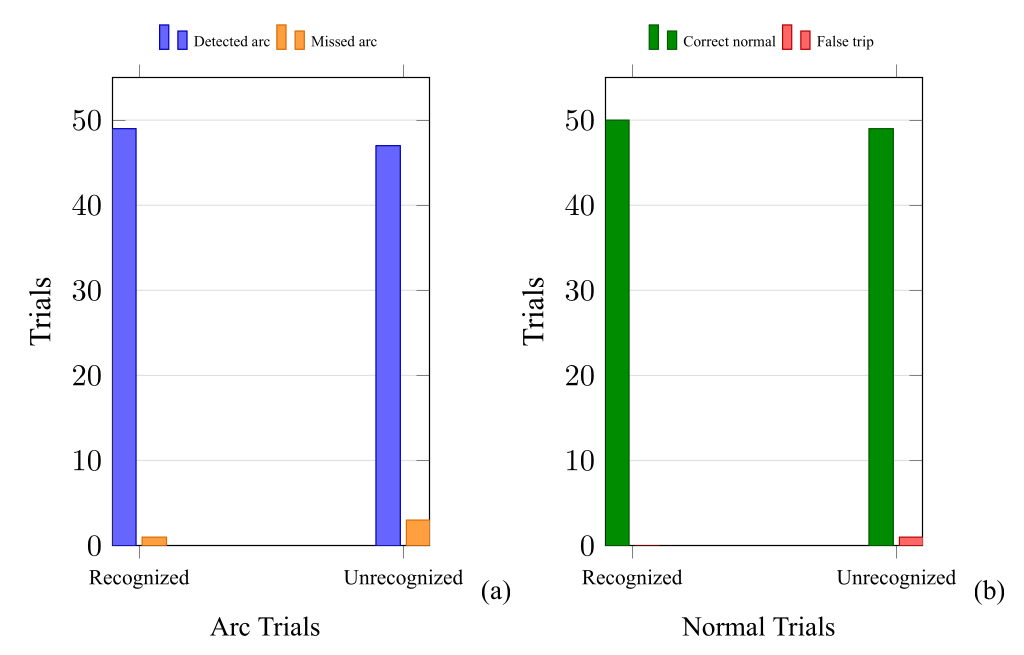 Detected arc Missed arc
Trials
50
40
30
20
10
0
Recognized Unrecognized
(a)
Arc Trials
Correct normal False trip
Trials
50
40
30
20
10
0
Recognized Unrecognized
(b)
Normal Trials